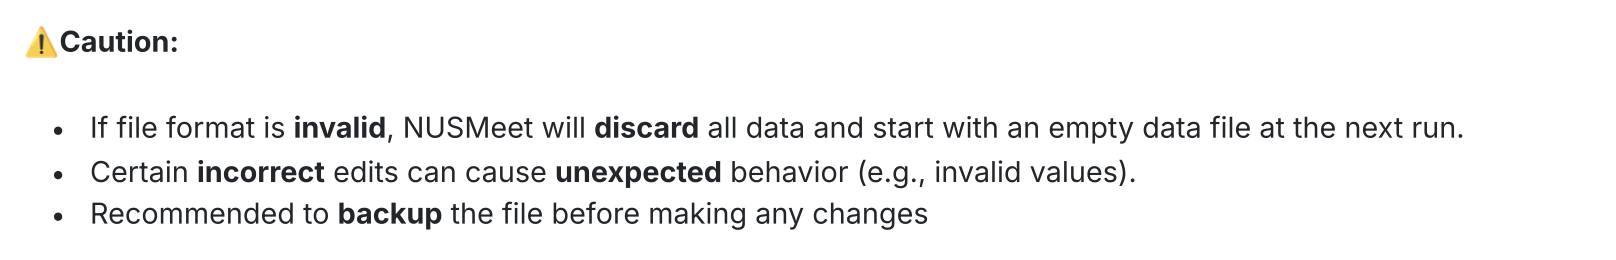 ⚠️Caution:
• If file format is invalid, NUSMeet will discard all data and start with an empty data file at the next run.
• Certain incorrect edits can cause unexpected behavior (e.g., invalid values).
• Recommended to backup the file before making any changes